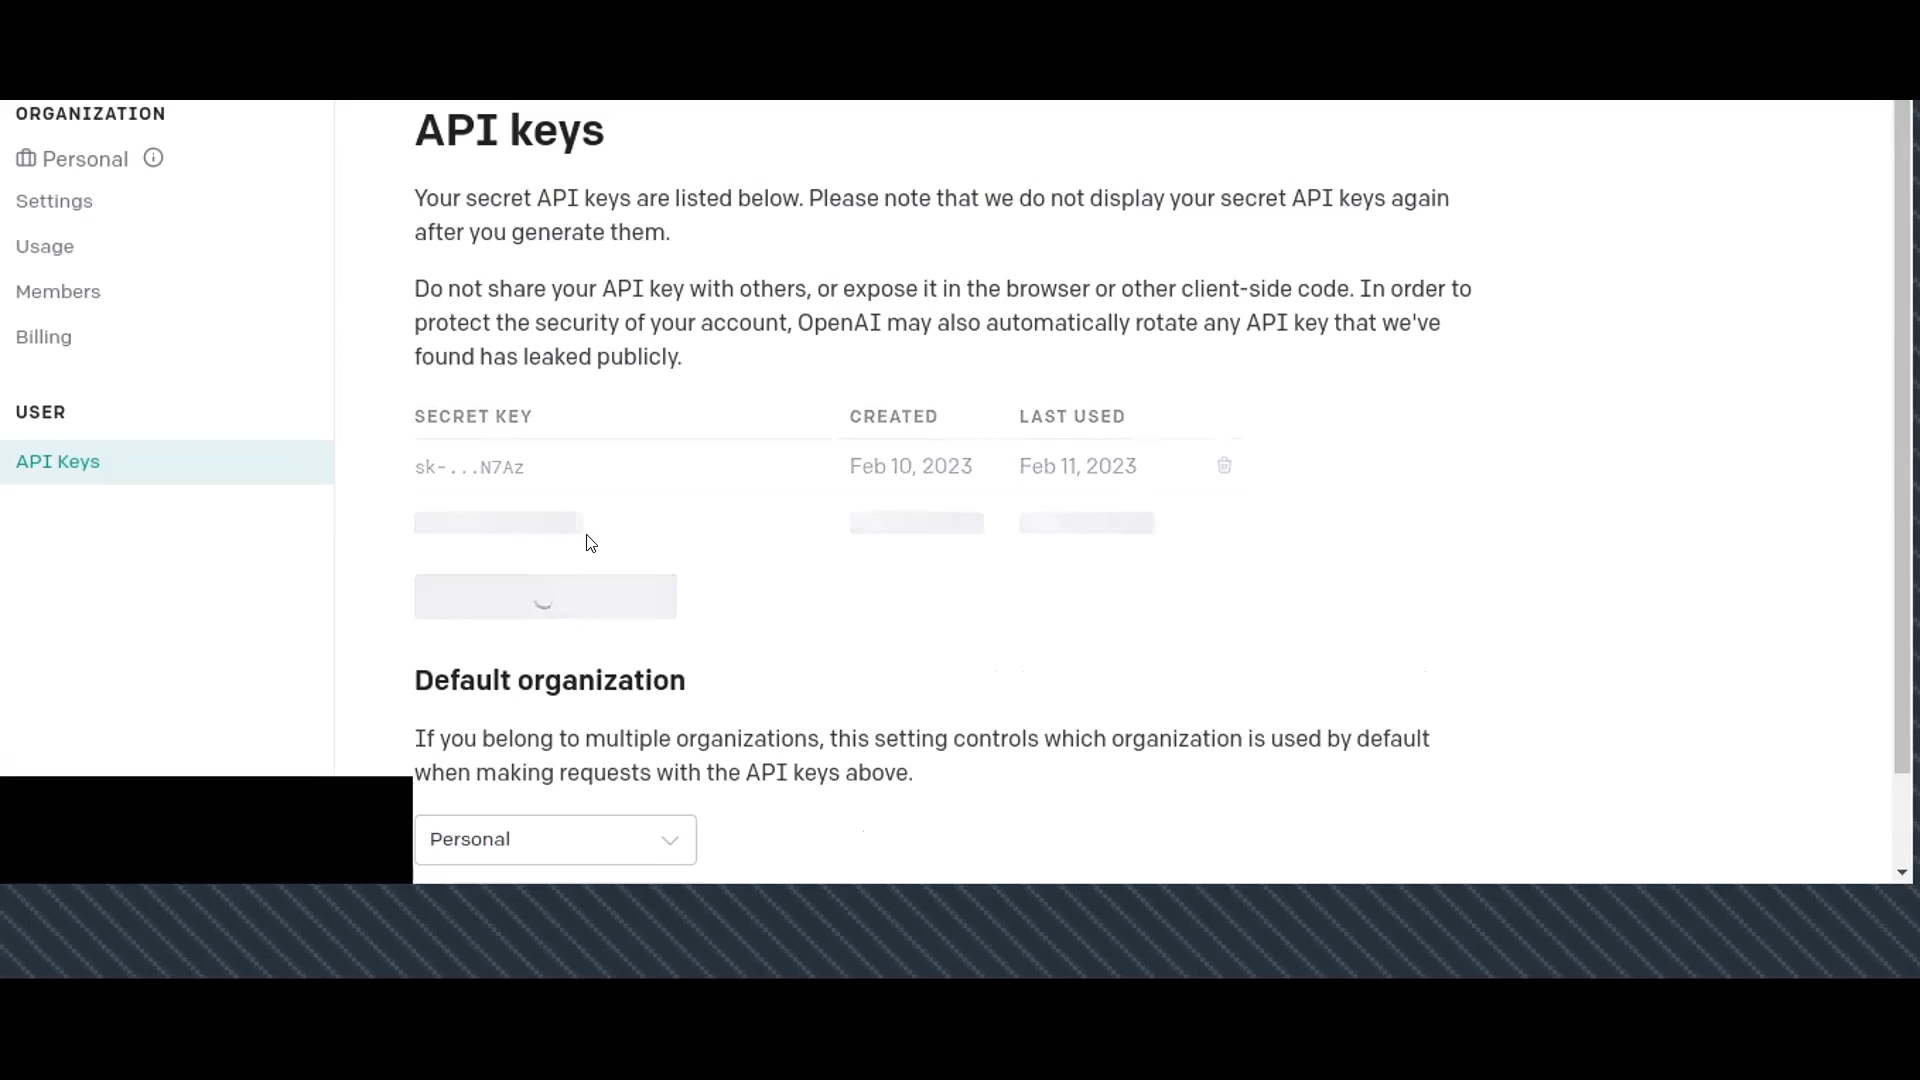 ORGANIZATION
Personal
Settings
Usage
Members
Billing
USER
API Keys
API keys
Your secret API keys are listed below. Please note that we do not display your secret API keys again
after you generate them.
Do not share your API key with others, or expose it in the browser or other client-side code. In order to
protect the security of your account, OpenAI may also automatically rotate any API key that we've
found has leaked publicly.
SECRET KEY CREATED LAST USED
sk-...N7Az Feb 10, 2023 Feb 11, 2023
Default organization
If you belong to multiple organizations, this setting controls which organization is used by default
when making requests with the API keys above.
Personal